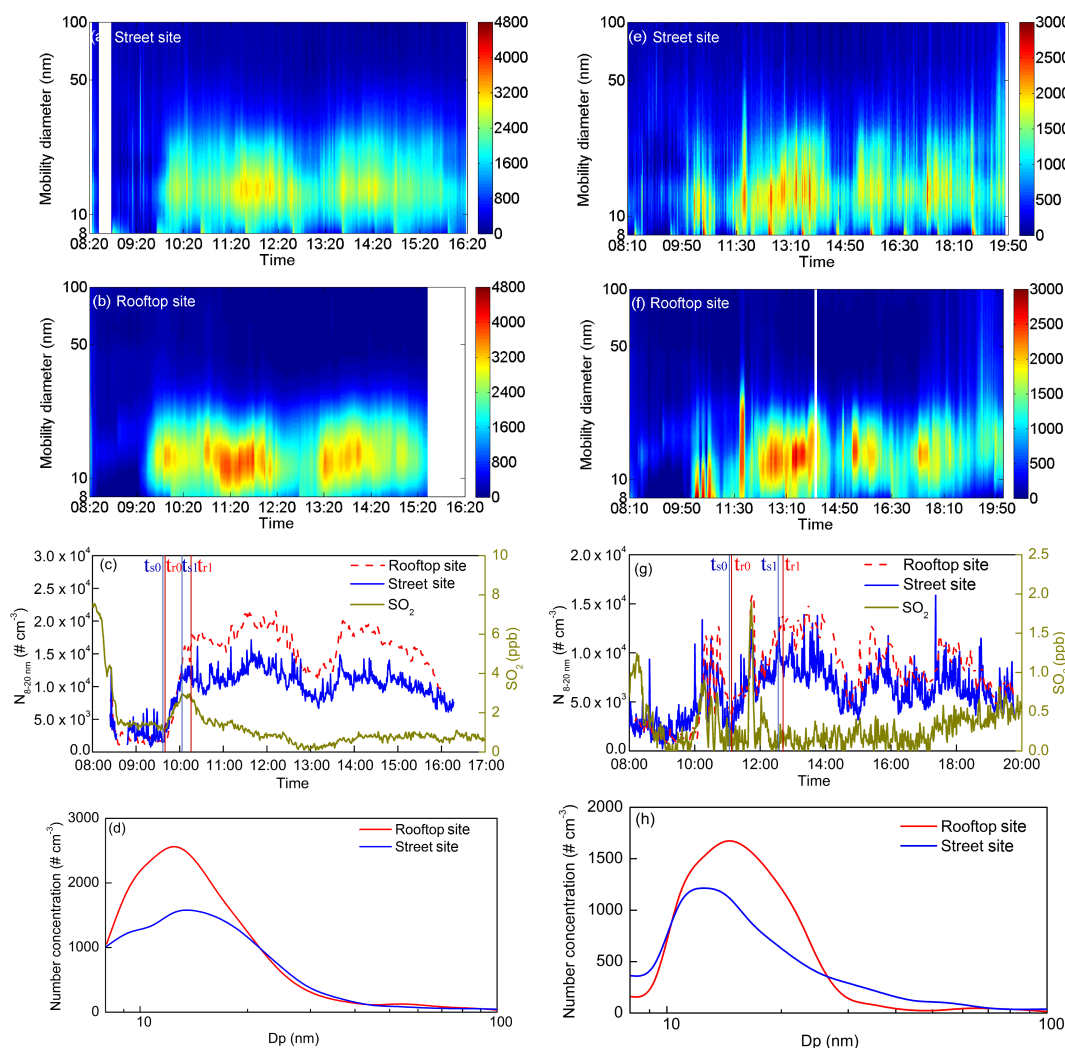 (a) Street site
Mobility diameter (nm)
100
50
10
8
08:20 09:20 10:20 11:20 12:20 13:20 14:20 15:20 16:20
Time
4800
4000
3200
2400
1600
800
0
(e) Street site
Mobility diameter (nm)
100
50
10
8
08:10 09:50 11:30 13:10 14:50 16:30 18:10 19:50
Time
3000
2500
2000
1500
1000
500
0
(b) Rooftop site
Mobility diameter (nm)
100
50
10
8
08:20 09:20 10:20 11:20 12:20 13:20 14:20 15:20 16:20
Time
4800
4000
3200
2400
1600
800
0
(f) Rooftop site
Mobility diameter (nm)
100
50
10
8
08:10 09:50 11:30 13:10 14:50 16:30 18:10 19:50
Time
3000
2500
2000
1500
1000
500
0
(c)
ts0 tr0 ts1 tr1
Rooftop site
Street site
SO2
N8-20 nm (# cm-3)
3.0 x 10^4
2.5 x 10^4
2.0 x 10^4
1.5 x 10^4
1.0 x 10^4
5.0 x 10^3
0.0
08:00 09:00 10:00 11:00 12:00 13:00 14:00 15:00 16:00 17:00
Time
10
8
6
4
2
0
SO2 (ppb)
(g)
ts0 tr0 ts1 tr1
Rooftop site
Street site
SO2
N8-20 nm (# cm-3)
2.0 x 10^4
1.5 x 10^4
1.0 x 10^4
5.0 x 10^3
0.0
08:00 10:00 12:00 14:00 16:00 18:00 20:00
Time
2.5
2.0
1.5
1.0
0.5
0.0
SO2 (ppb)
(d)
Rooftop site
Street site
Number concentration (# cm-3)
3000
2000
1000
0
10 100
Dp (nm)
(h)
Rooftop site
Street site
Number concentration (# cm-3)
2000
1500
1000
500
0
10 100
Dp (nm)